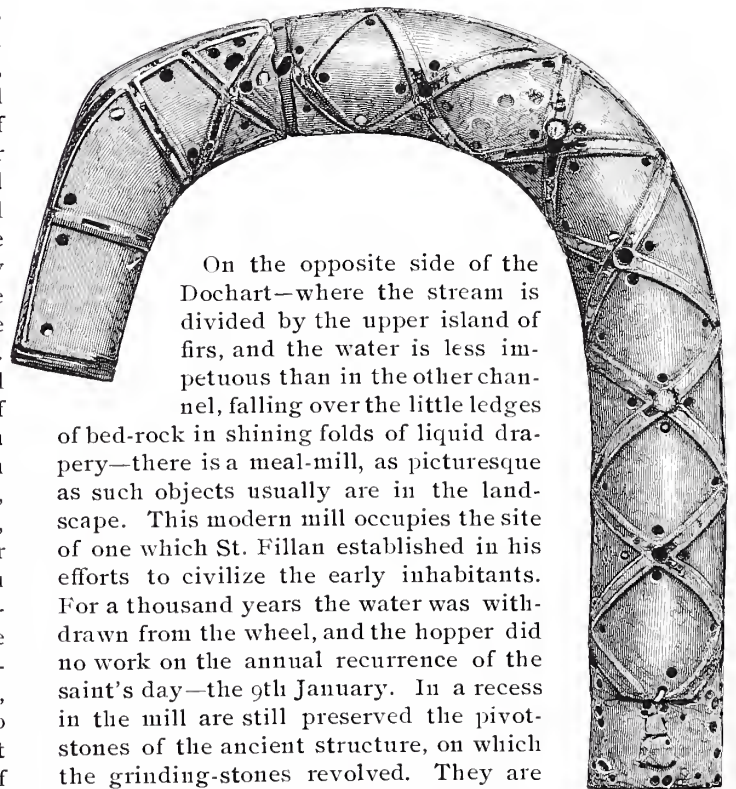 On the opposite side of the
Dochart—where the stream is
divided by the upper island of
firs, and the water is less im-
petuous than in the other chan-
nel, falling over the little ledges
of bed-rock in shining folds of liquid dra-
pery—there is a meal-mill, as picturesque
as such objects usually are in the land-
scape. This modern mill occupies the site
of one which St. Fillan established in his
efforts to civilize the early inhabitants.
For a thousand years the water was with-
drawn from the wheel, and the hopper did
no work on the annual recurrence of the
saint's day—the 9th January. In a recess
in the mill are still preserved the pivot-
stones of the ancient structure, on which
the grinding-stones revolved. They are